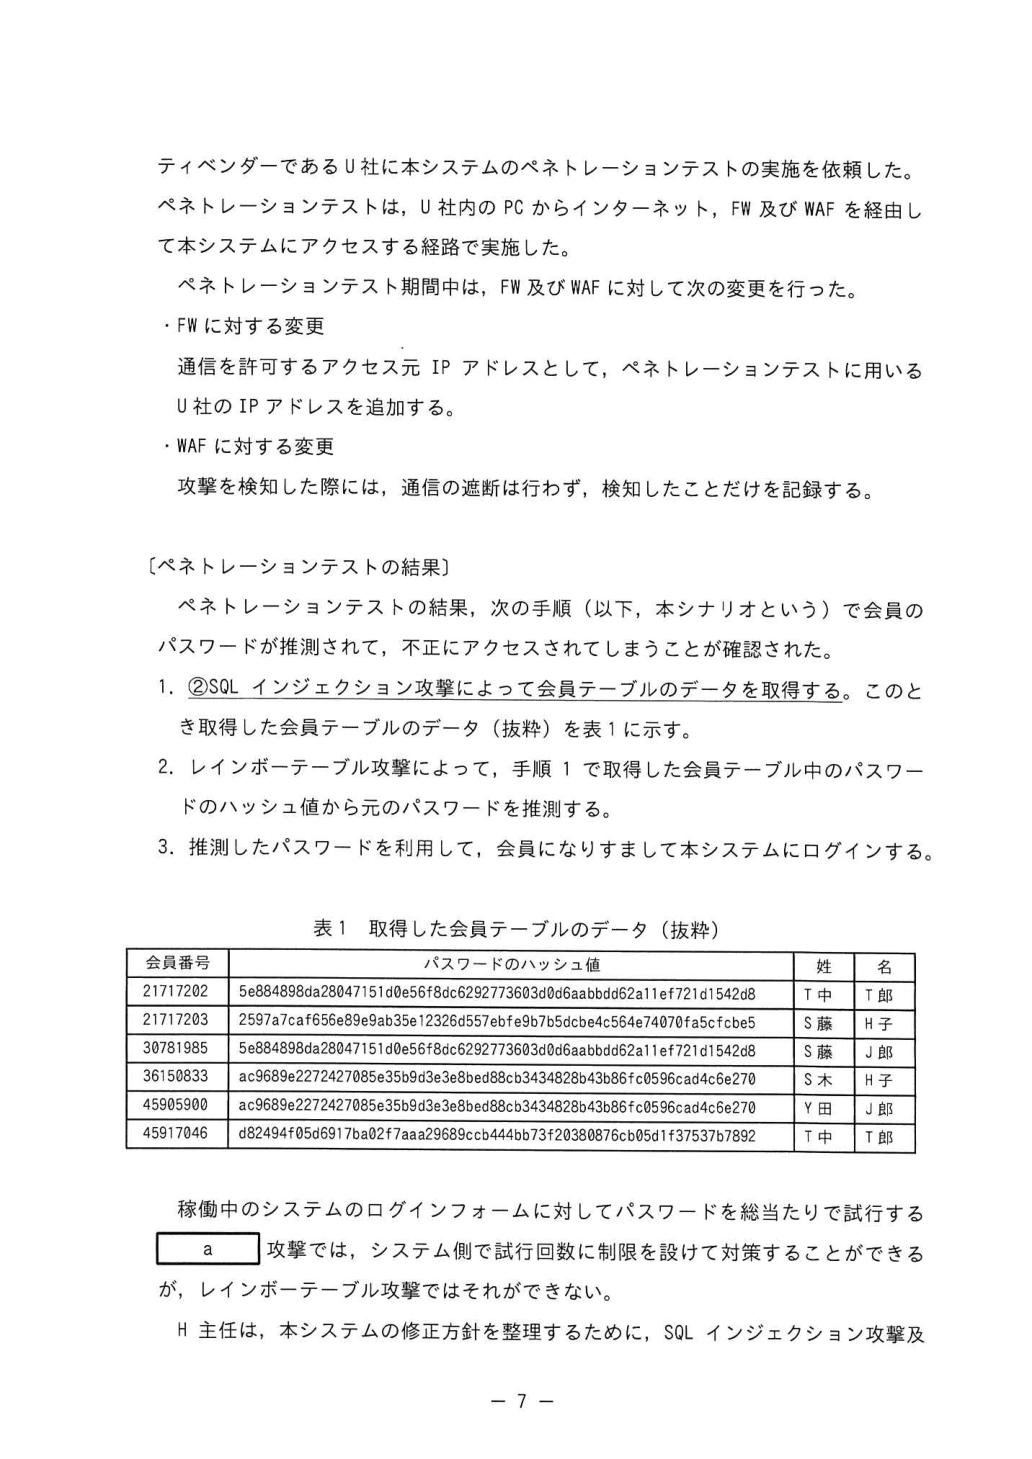 ティベンダーであるU社に本システムのペネトレーションテストの実施を依頼した。
ペネトレーションテストは，U社内のPCからインターネット，FW及びWAFを経由し
て本システムにアクセスする経路で実施した。
ペネトレーションテスト期間中は，FW及びWAFに対して次の変更を行った。
・FWに対する変更
通信を許可するアクセス元 IP アドレスとして，ペネトレーションテストに用いる
U社のIPアドレスを追加する。
・WAFに対する変更
攻撃を検知した際には，通信の遮断は行わず，検知したことだけを記録する。
〔ペネトレーションテストの結果〕
ペネトレーションテストの結果，次の手順（以下，本シナリオという）で会員の
パスワードが推測されて，不正にアクセスされてしまうことが確認された。
1. ②SQL インジェクション攻撃によって会員テーブルのデータを取得する。このと
き取得した会員テーブルのデータ（抜粋）を表1に示す。
2. レインボーテーブル攻撃によって，手順 1 で取得した会員テーブル中のパスワー
ドのハッシュ値から元のパスワードを推測する。
3. 推測したパスワードを利用して，会員になりすまして本システムにログインする。
表1 取得した会員テーブルのデータ（抜粋）
会員番号 パスワードのハッシュ値 姓 名
21717202 5e884898da28047151d0e56f8dc6292773603d0d6aabbdd62a11ef721d1542d8 T中 T郎
21717203 2597a7caf656e89e9ab35e12326d557ebfe9b7b5dcbe4c564e74070fa5cfcbe5 S藤 H子
30781985 5e884898da28047151d0e56f8dc6292773603d0d6aabbdd62a11ef721d1542d8 S藤 J郎
36150833 ac9689e2272427085e35b9d3e3e8bed88cb3434828b43b86fc0596cad4c6e270 S木 H子
45905900 ac9689e2272427085e35b9d3e3e8bed88cb3434828b43b86fc0596cad4c6e270 Y田 J郎
45917046 d82494f05d6917ba02f7aaa29689ccb444bb73f20380876cb05d1f37537b7892 T中 T郎
稼働中のシステムのログインフォームに対してパスワードを総当たりで試行する
a 攻撃では，システム側で試行回数に制限を設けて対策することができる
が，レインボーテーブル攻撃ではそれができない。
H 主任は，本システムの修正方針を整理するために，SQL インジェクション攻撃及
－ 7 －